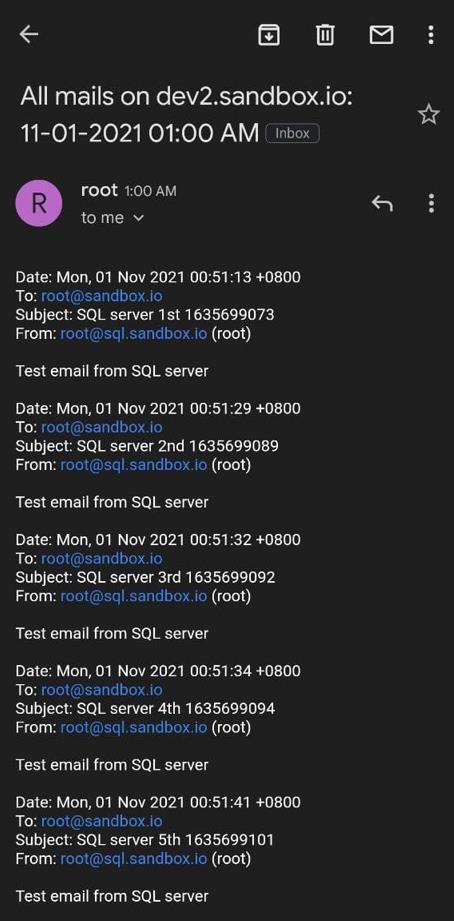 All mails on dev2.sandbox.io:
11-01-2021 01:00 AM Inbox
R
root 1:00 AM
to me
Date: Mon, 01 Nov 2021 00:51:13 +0800
To: root@sandbox.io
Subject: SQL server 1st 1635699073
From: root@sql.sandbox.io (root)
Test email from SQL server
Date: Mon, 01 Nov 2021 00:51:29 +0800
To: root@sandbox.io
Subject: SQL server 2nd 1635699089
From: root@sql.sandbox.io (root)
Test email from SQL server
Date: Mon, 01 Nov 2021 00:51:32 +0800
To: root@sandbox.io
Subject: SQL server 3rd 1635699092
From: root@sql.sandbox.io (root)
Test email from SQL server
Date: Mon, 01 Nov 2021 00:51:34 +0800
To: root@sandbox.io
Subject: SQL server 4th 1635699094
From: root@sql.sandbox.io (root)
Test email from SQL server
Date: Mon, 01 Nov 2021 00:51:41 +0800
To: root@sandbox.io
Subject: SQL server 5th 1635699101
From: root@sql.sandbox.io (root)
Test email from SQL server